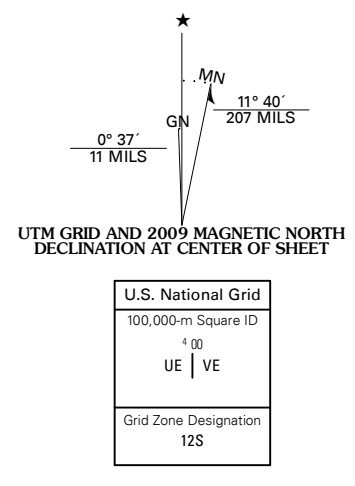 ★
MN
GN
11° 40´
207 MILS
0° 37´
11 MILS
UTM GRID AND 2009 MAGNETIC NORTH
DECLINATION AT CENTER OF SHEET
U.S. National Grid
100,000-m Square ID
4 00
UE | VE
Grid Zone Designation
12S